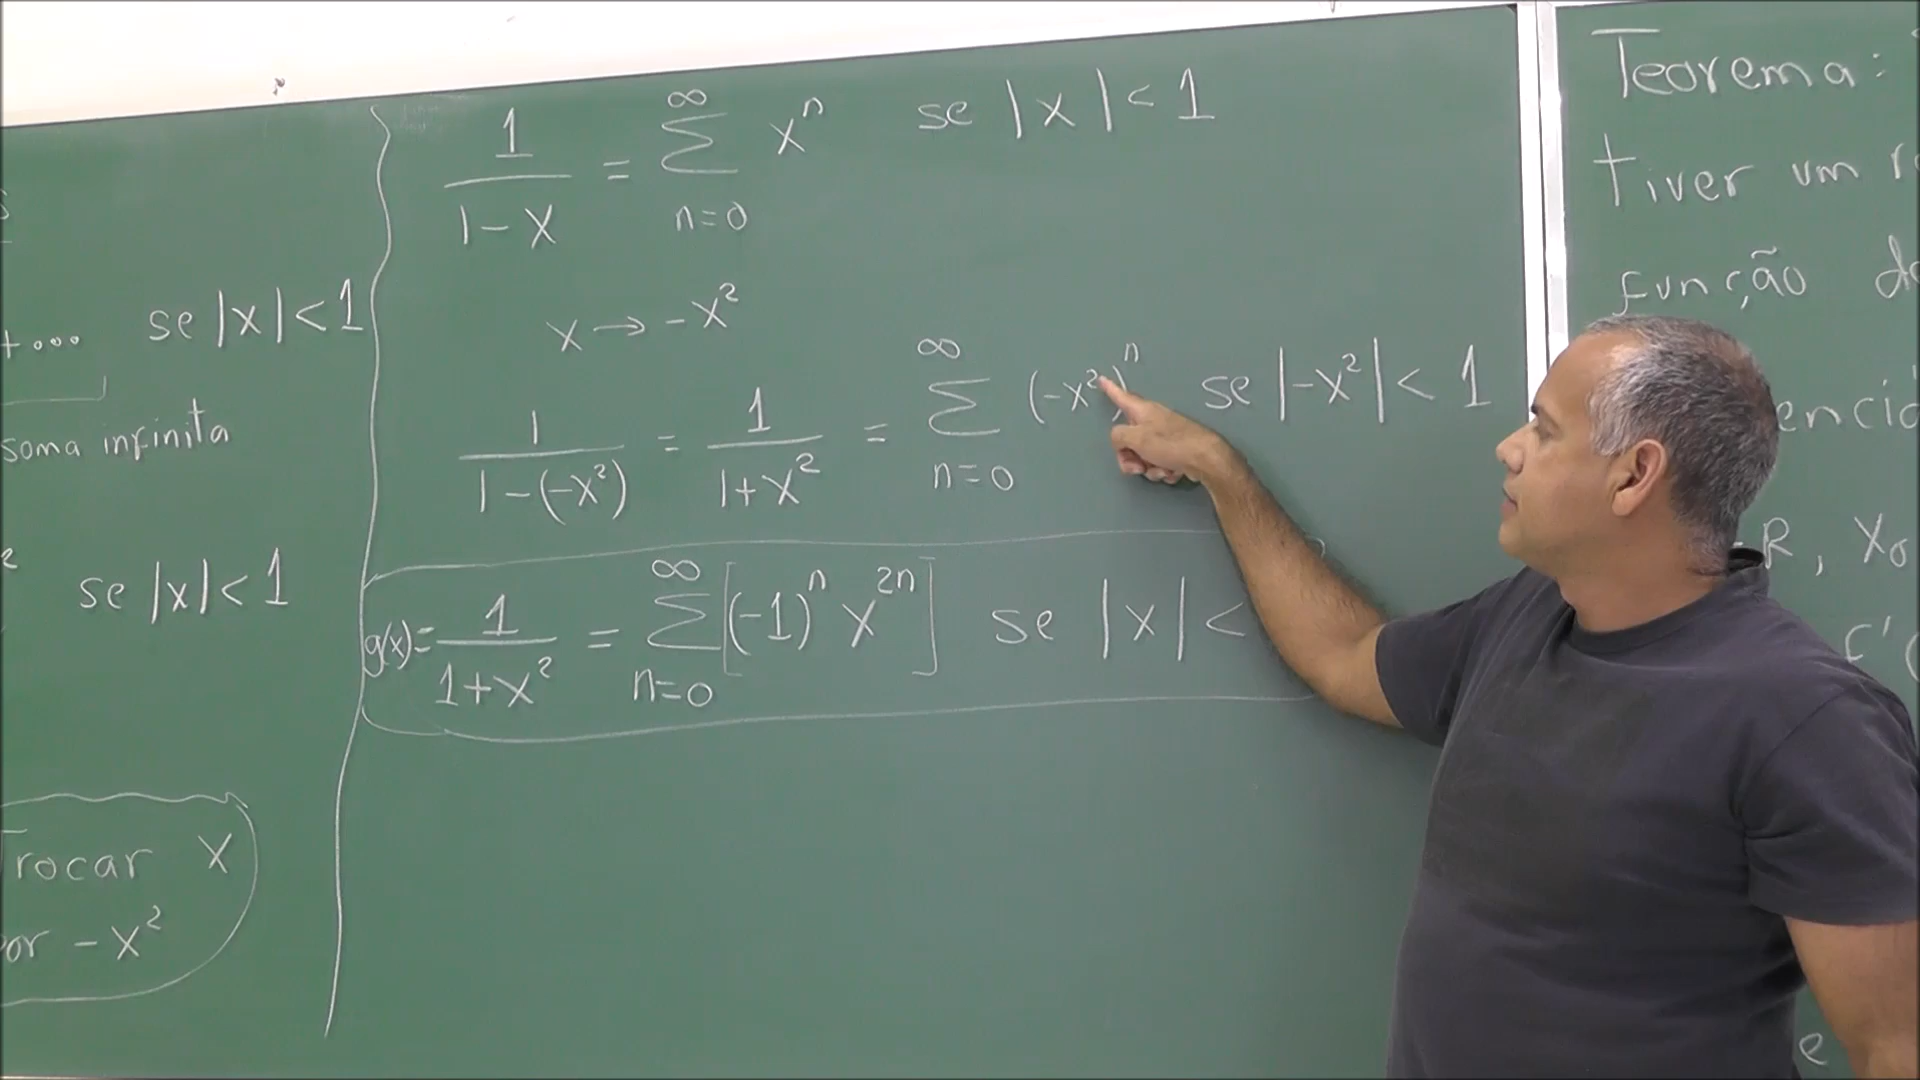 +... se |x|<1
soma infinita
2 se |x|<1
Trocar x
por -x²
1/(1-x) = ∑_{n=0}^{∞} xⁿ se |x|<1
x → -x²
1/(1-(-x²)) = 1/(1+x²) = ∑_{n=0}^{∞} (-x²)ⁿ se |-x²|<1
g(x) = 1/(1+x²) = ∑_{n=0}^{∞} [(-1)ⁿ x²ⁿ] se |x|<
Teorema:
tiver um r
função d
encia
R, x₀
f'(
e